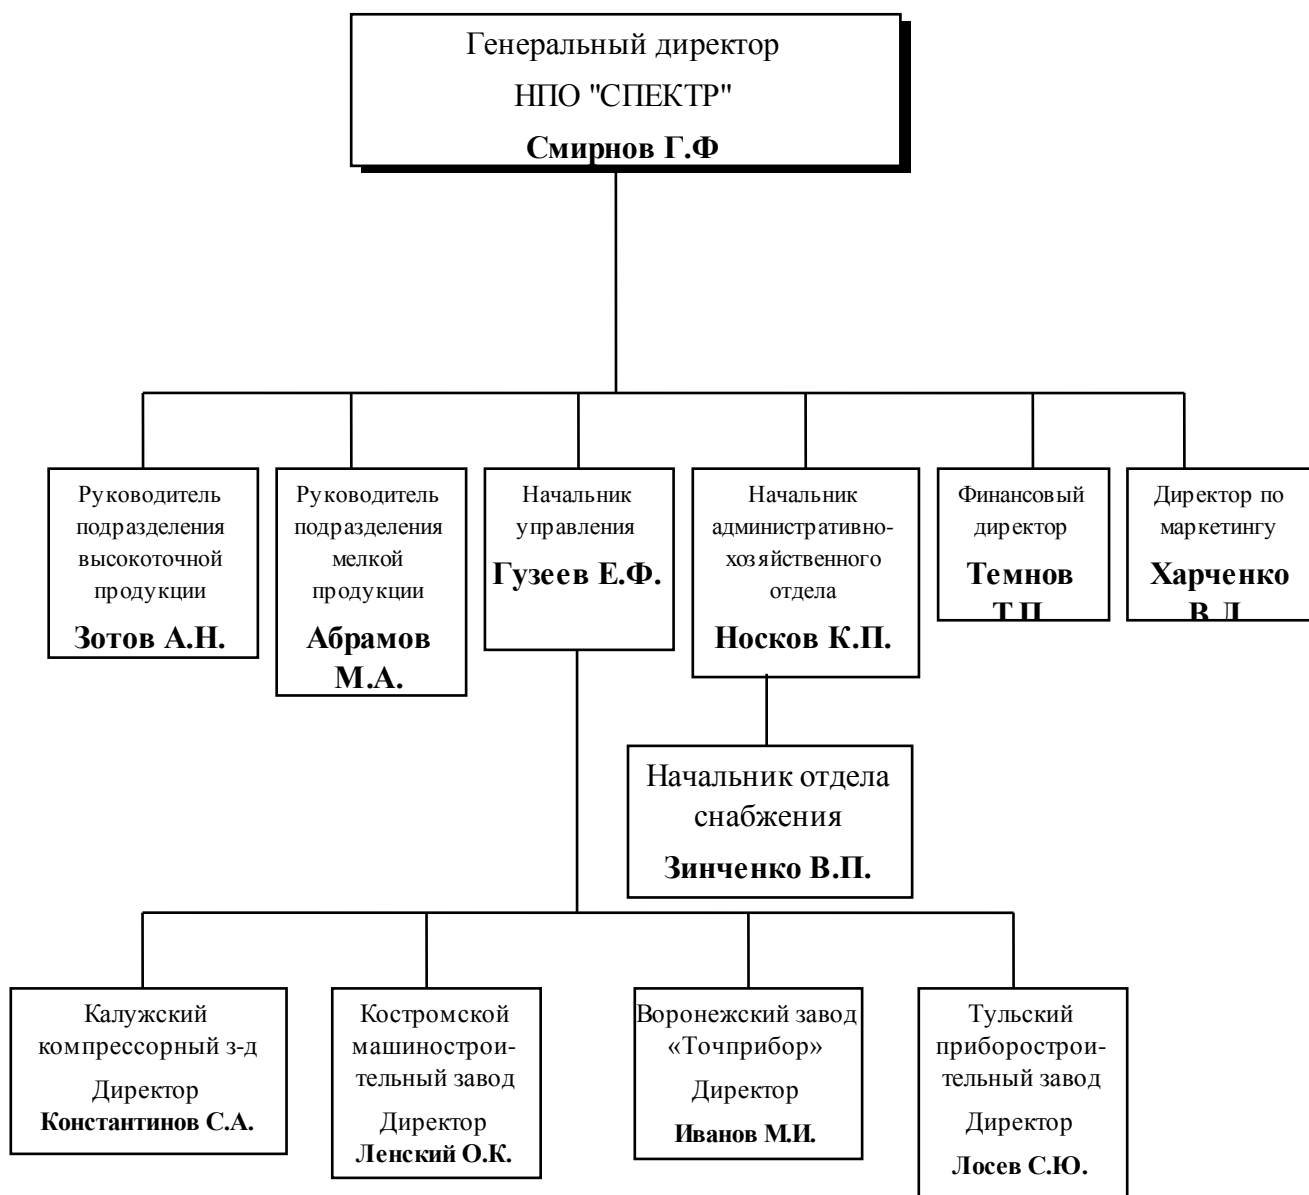 Генеральный директор
НПО "СПЕКТР"
Смирнов Г.Ф
Руководитель
подразделения
высокоточной
продукции
Зотов А.Н.
Руководитель
подразделения
мелкой
продукции
Абрамов
М.А.
Начальник
управления
Гузеев Е.Ф.
Начальник
административно-
хозяйственного
отдела
Носков К.П.
Финансовый
директор
Темнов
Т.П
Директор по
маркетингу
Харченко
Начальник отдела
снабжения
Зинченко В.П.
Калужский
компрессорный з-д
Директор
Константинов С.А.
Костромской
машинострои-
тельный завод
Директор
Ленский О.К.
Воронежский завод
«Точприбор»
Директор
Иванов М.И.
Тульский
приборострои-
тельный завод
Директор
Лосев С.Ю.